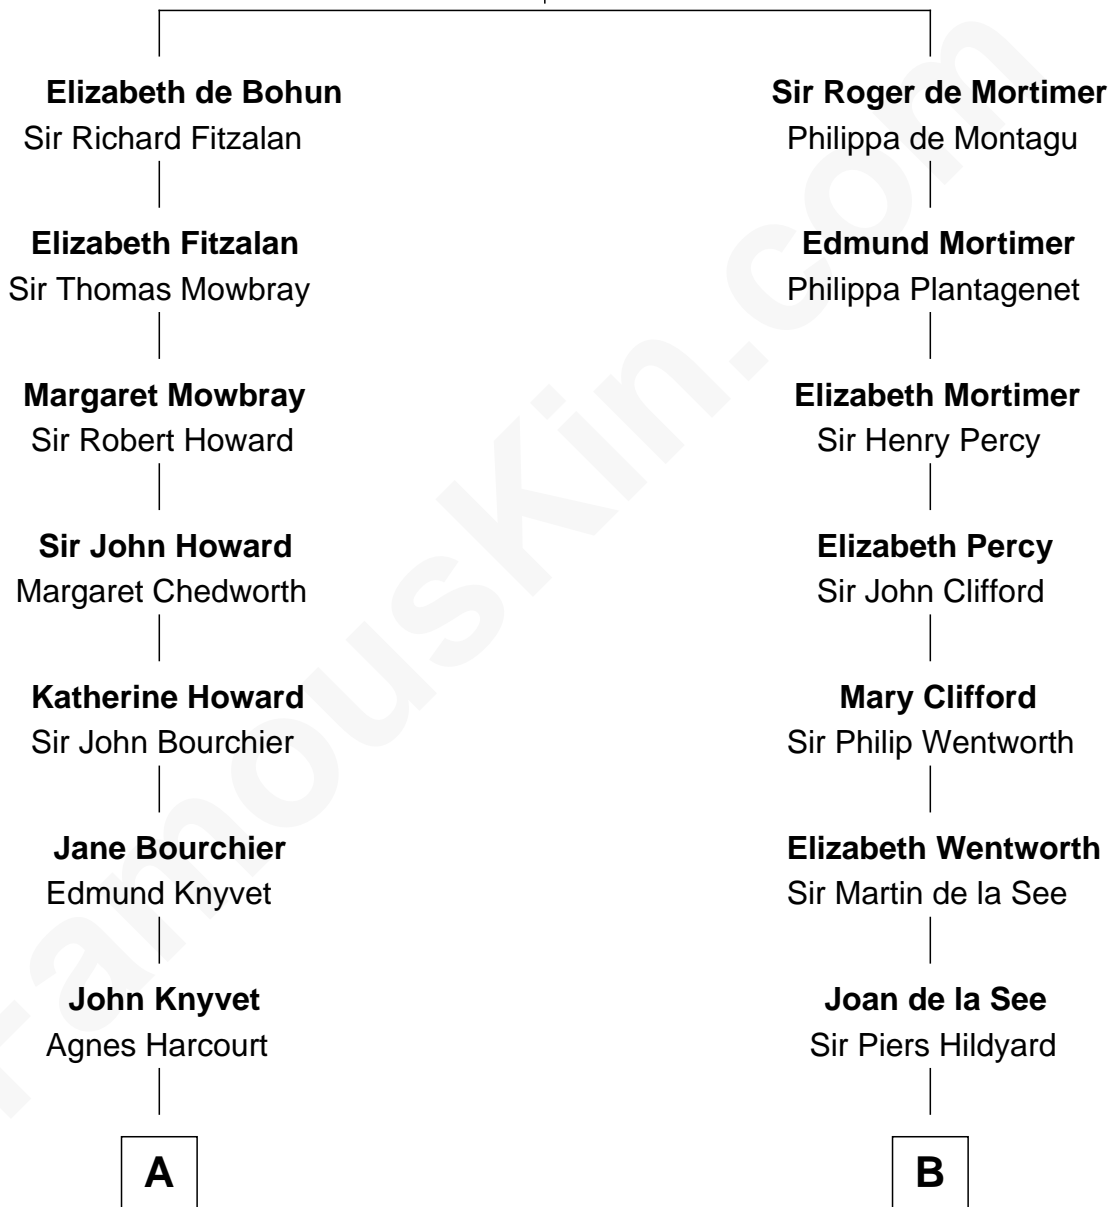 Elizabeth de Bohun
Sir Richard Fitzalan
Elizabeth Fitzalan
Sir Thomas Mowbray
Margaret Mowbray
Sir Robert Howard
Sir John Howard
Margaret Chedworth
Katherine Howard
Sir John Bourchier
Jane Bourchier
Edmund Knyvet
John Knyvet
Agnes Harcourt
A
Sir Roger de Mortimer
Philippa de Montagu
Edmund Mortimer
Philippa Plantagenet
Elizabeth Mortimer
Sir Henry Percy
Elizabeth Percy
Sir John Clifford
Mary Clifford
Sir Philip Wentworth
Elizabeth Wentworth
Sir Martin de la See
Joan de la See
Sir Piers Hildyard
B
FamousKin.com